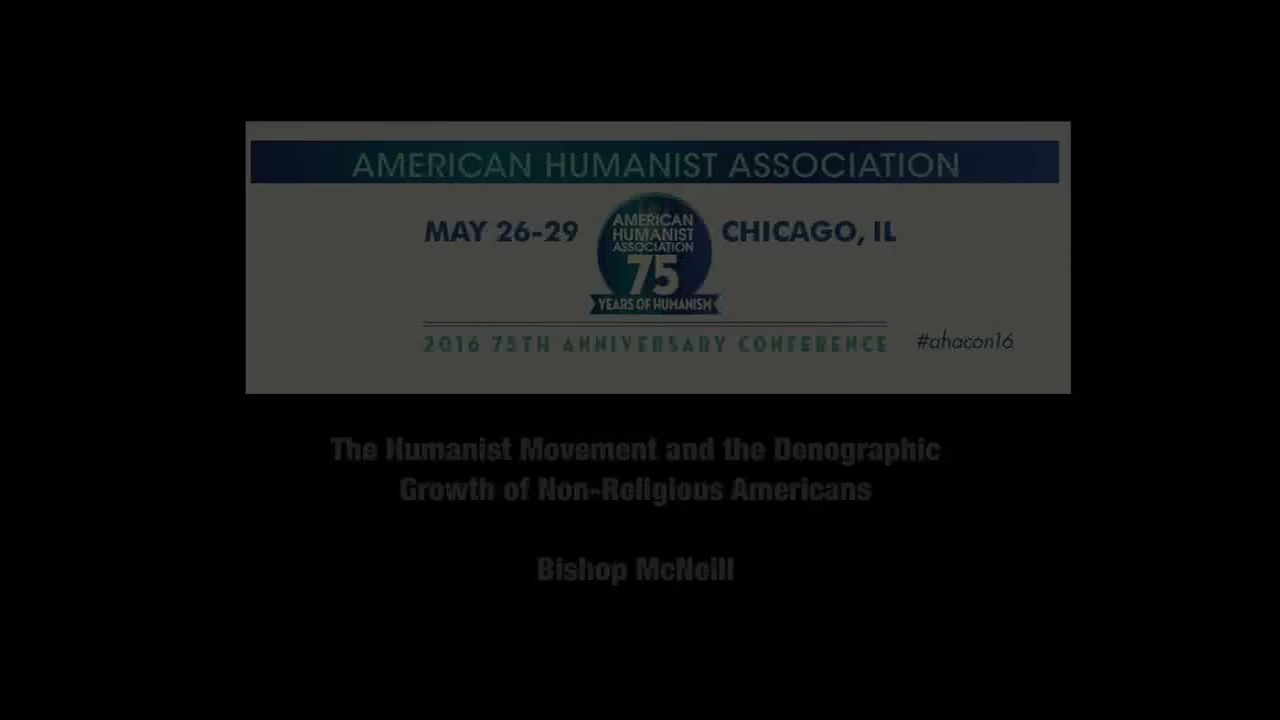 AMERICAN HUMANIST ASSOCIATION
MAY 26-29
AMERICAN
HUMANIST
ASSOCIATION
75
YEARS OF HUMANISM
CHICAGO, IL
2016 75TH ANNIVERSARY CONFERENCE
#ahacon16
The Humanist Movement and the Denographic
Growth of Non-Religious Americans
Bishop McNeill